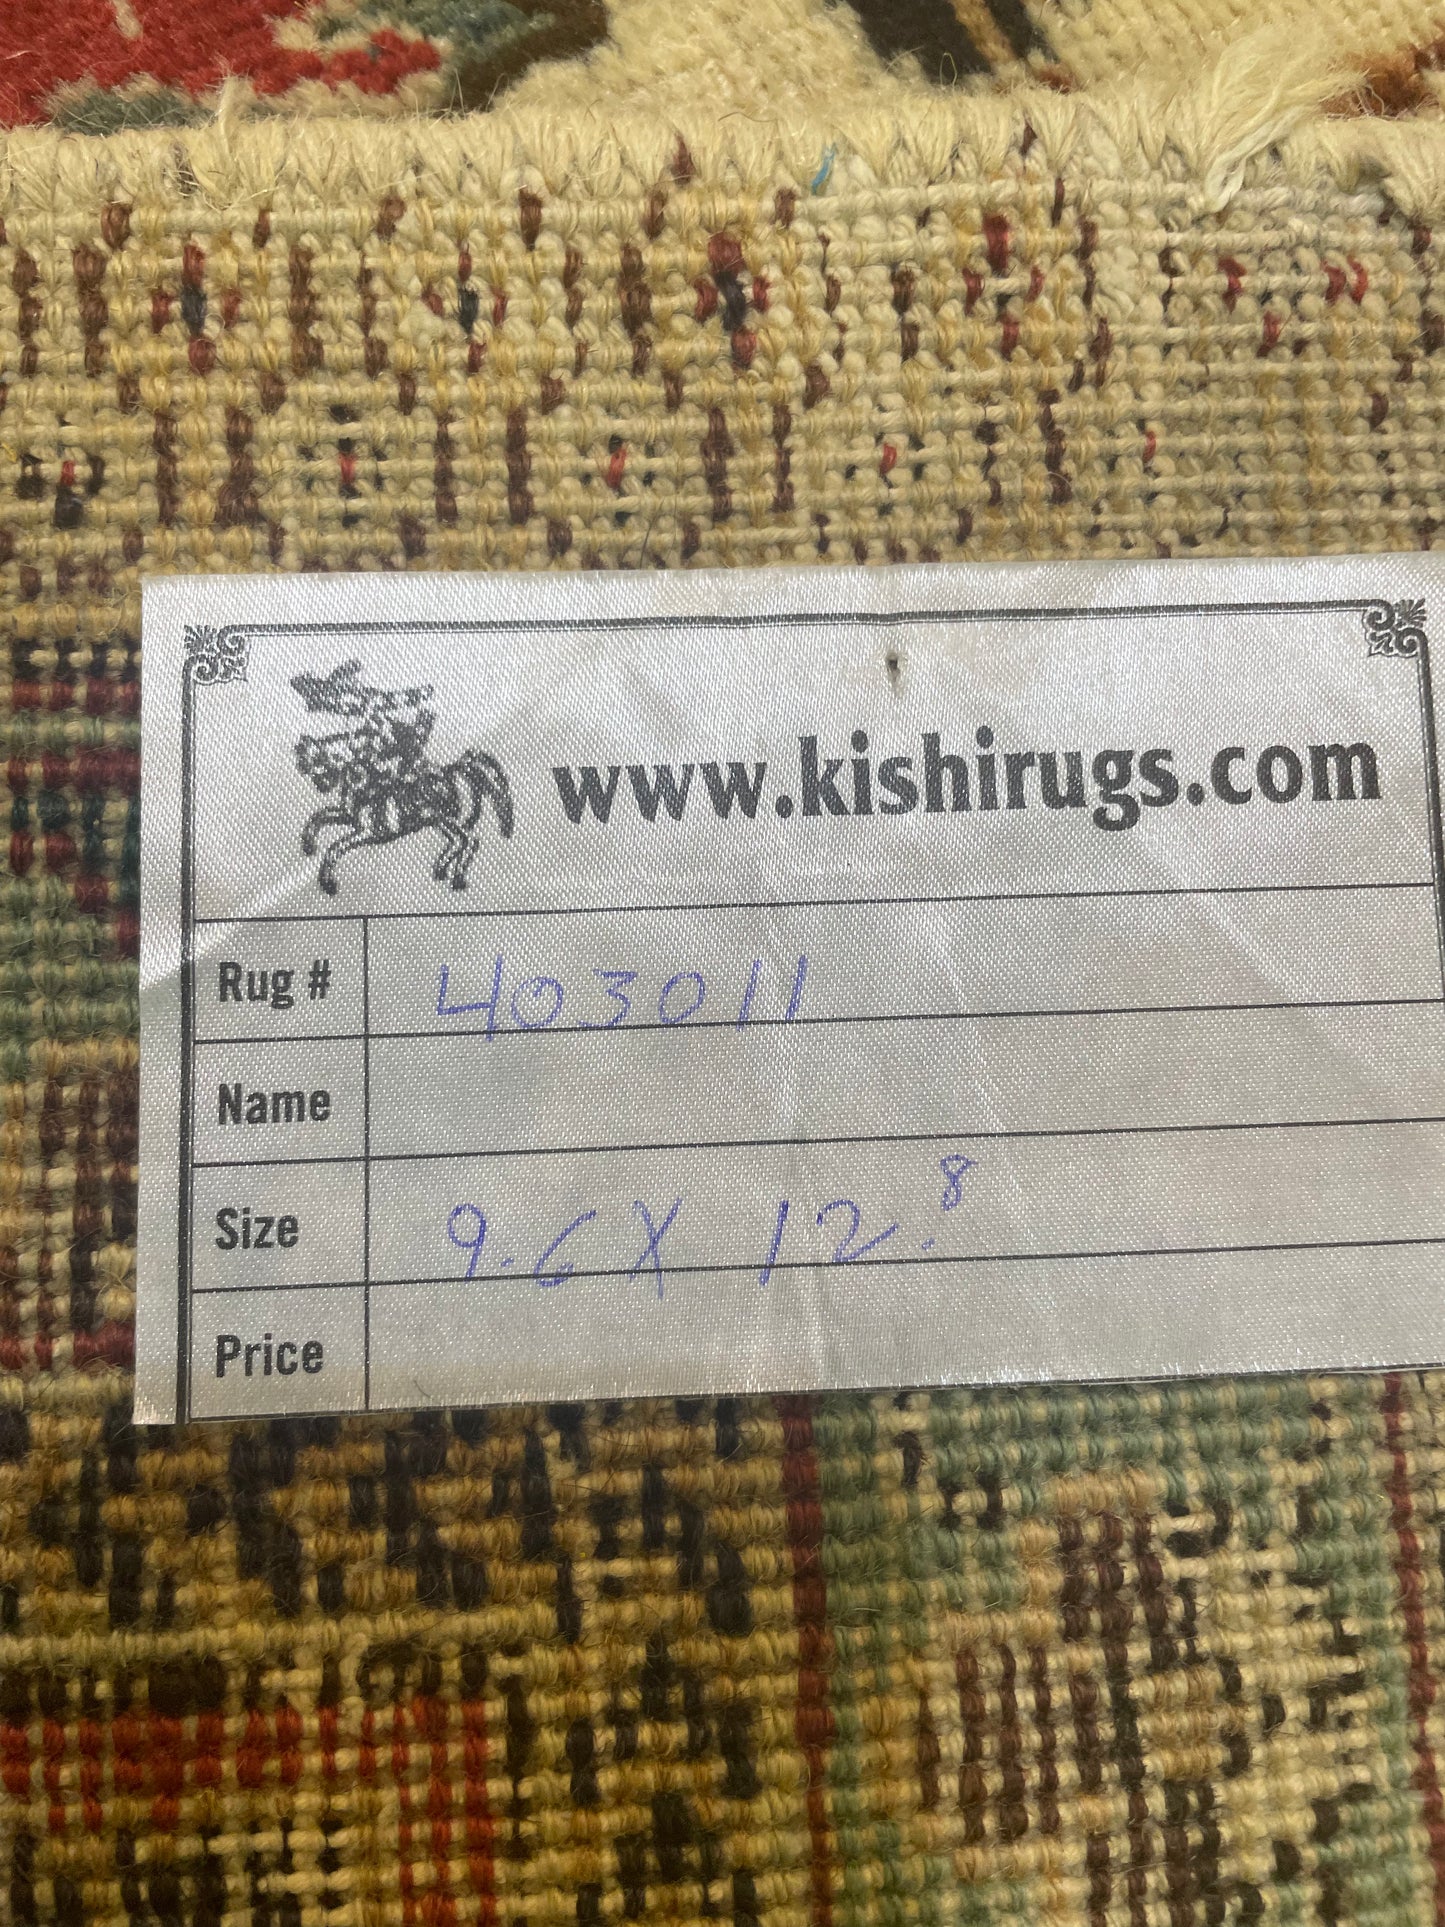 www.kishirugs.com
Rug # 403011
Name
Size 9.6 X 12.8
Price